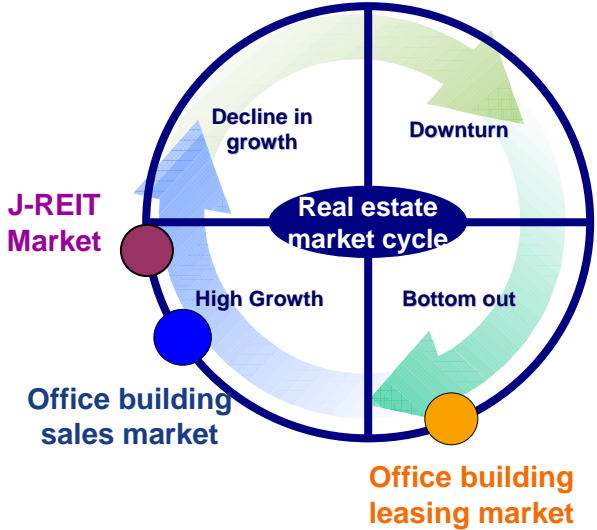 Decline in
growth
Downturn
J-REIT
Market
Real estate
market cycle
High Growth
Bottom out
Office building
sales market
Office building
leasing market